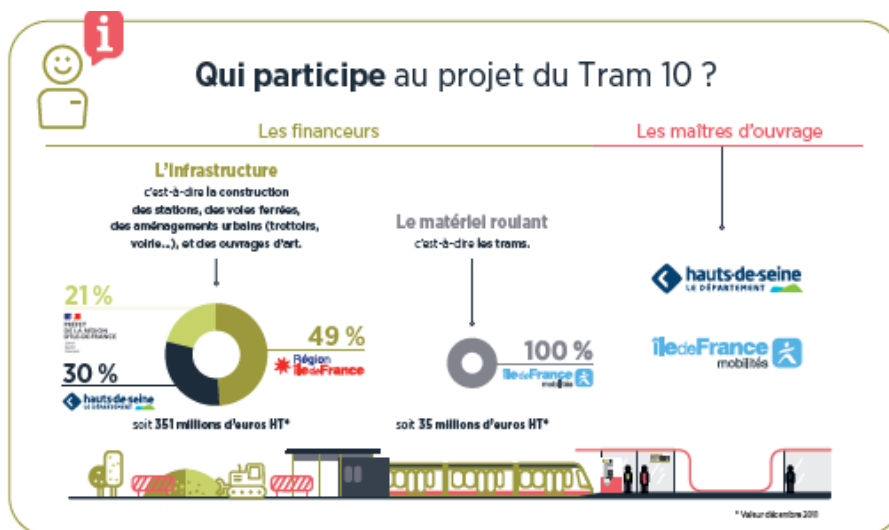 i
Qui participe au projet du Tram 10 ?
Les financeurs
Les maîtres d'ouvrage
L'Infrastructure
c'est-à-dire la construction
des stations, des voies ferrées,
des aménagements urbains (trottoirs,
voirie...), et des ouvrages d'art.
21 %
PRÉFET
DE LA RÉGION
D'ÎLE-DE-FRANCE
30 %
hauts-de-seine
LE DÉPARTEMENT
49 %
Région
îledeFrance
soit 351 millions d'euros HT*
Le matériel roulant
c'est-à-dire les trams.
100 %
îledeFrance
mobilités
soit 35 millions d'euros HT*
hauts-de-seine
LE DÉPARTEMENT
îledeFrance
mobilités
* Valeur décembre 2011